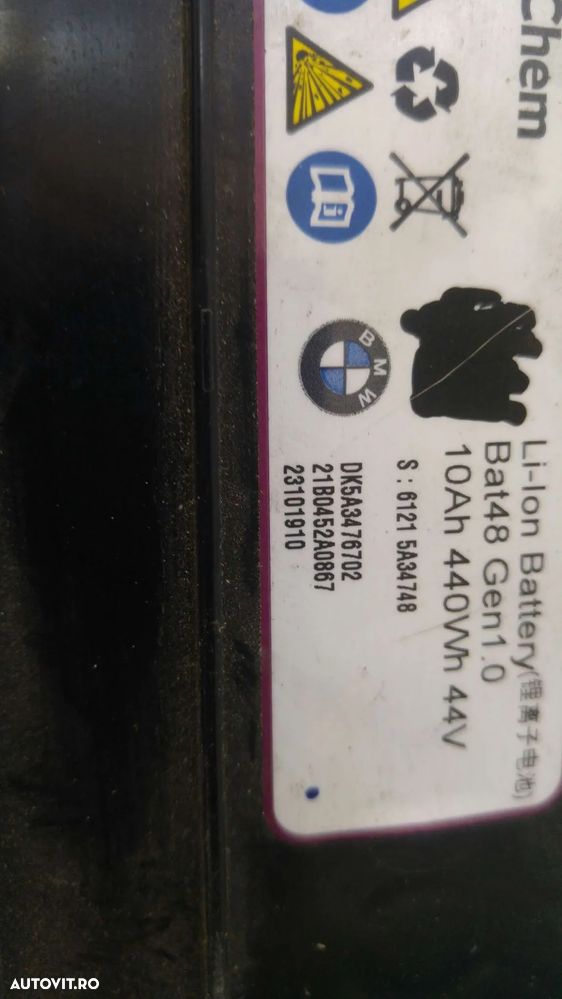 Chem
Li-Ion Battery(锂离子电池)
Bat48 Gen1.0
10Ah 440Wh 44V
S : 6121 5A34748
BMW
DK5A3476702
21B0452A0867
23101910
AUTOVIT.RO